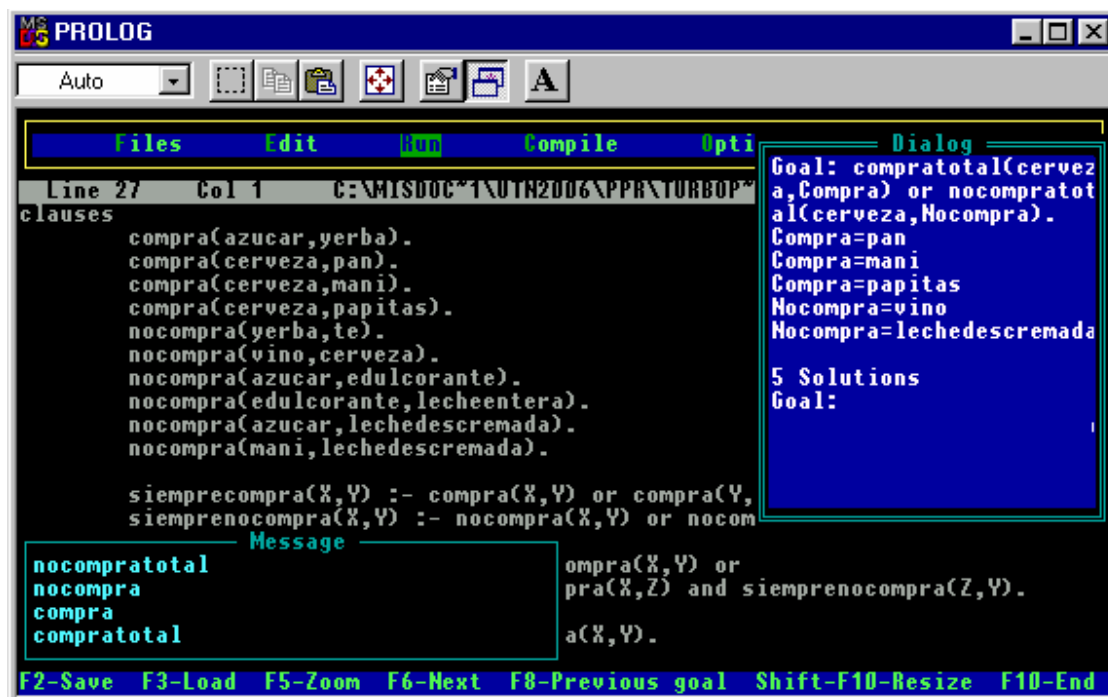 MS DOS PROLOG
Auto
A
Files Edit Run Compile Opti
Line 27 Col 1 C:\MISDOC~1\UTN2006\PPR\TURBOP~
clauses
compra(azucar,yerba).
compra(cerveza,pan).
compra(cerveza,mani).
compra(cerveza,papitas).
nocompra(yerba,te).
nocompra(vino,cerveza).
nocompra(azucar,edulcorante).
nocompra(edulcorante,lecheentera).
nocompra(azucar,lechedescremada).
nocompra(mani,lechedescremada).
siemprecompra(X,Y) :- compra(X,Y) or compra(Y,
siemprenocompra(X,Y) :- nocompra(X,Y) or nocom
ompra(X,Y) or
pra(X,Z) and siemprenocompra(Z,Y).
a(X,Y).
Dialog
Goal: compratotal(cervez
a,Compra) or nocompratot
al(cerveza,Nocompra).
Compra=pan
Compra=mani
Compra=papitas
Nocompra=vino
Nocompra=lechedescremada
5 Solutions
Goal:
Message
nocompratotal
nocompra
compra
compratotal
F2-Save F3-Load F5-Zoom F6-Next F8-Previous goal Shift-F10-Resize F10-End